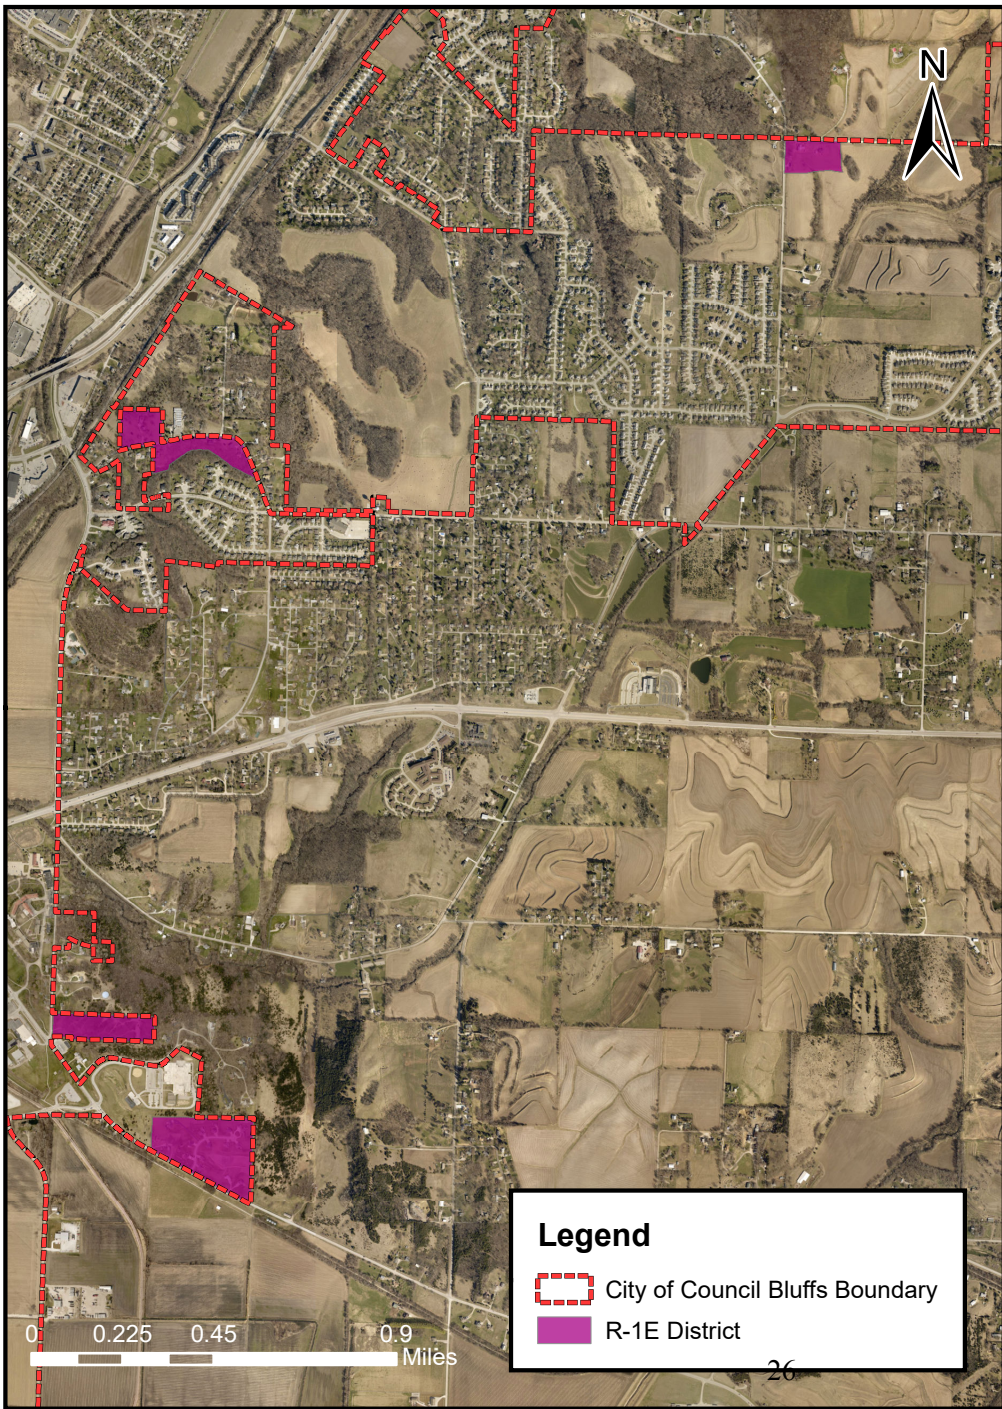 N
Legend
City of Council Bluffs Boundary
R-1E District
0 0.225 0.45 0.9
Miles
26